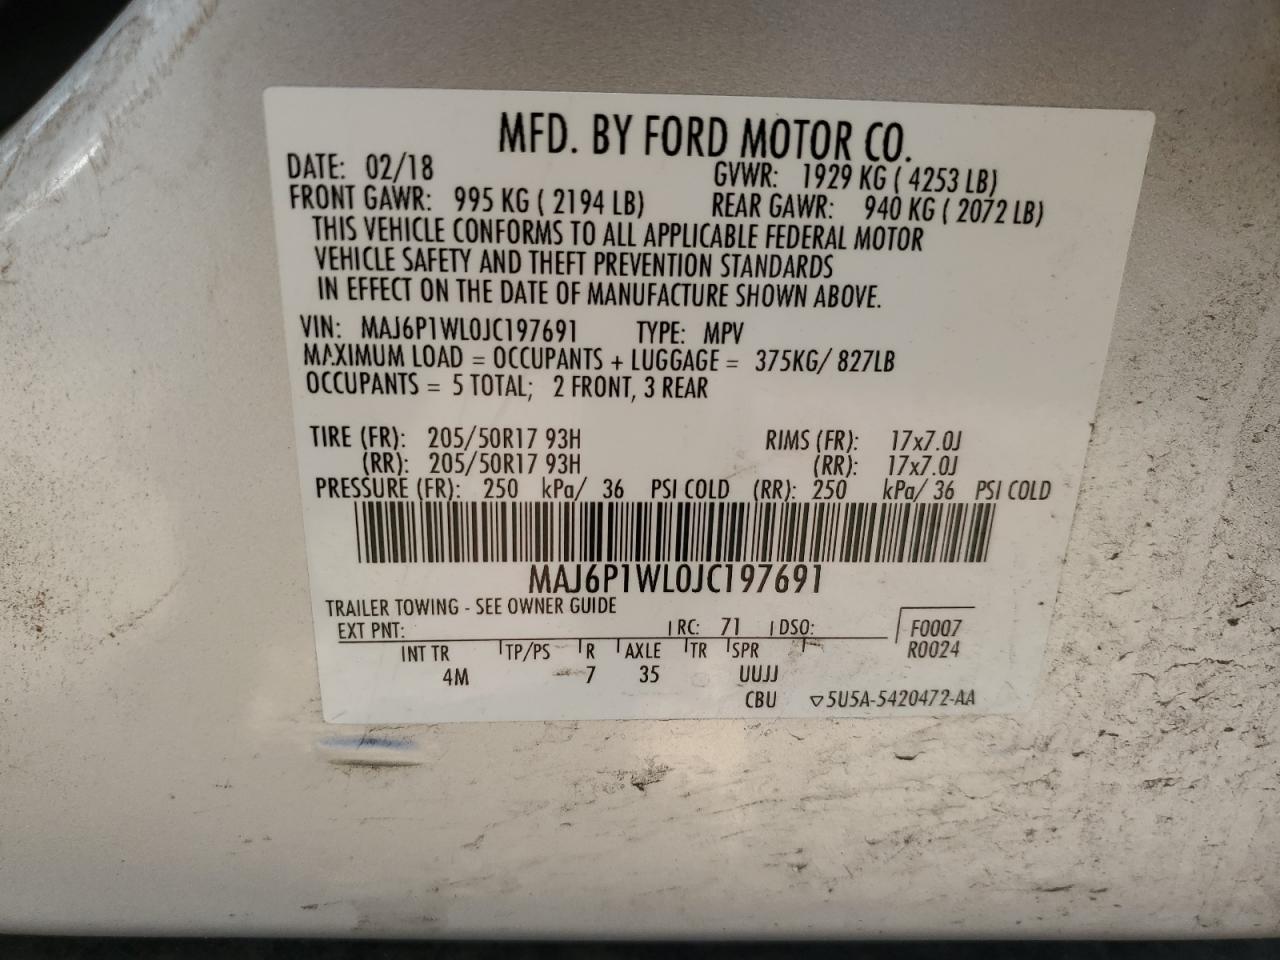 MFD. BY FORD MOTOR CO.
DATE: 02/18 GVWR: 1929 KG ( 4253 LB)
FRONT GAWR: 995 KG ( 2194 LB) REAR GAWR: 940 KG ( 2072 LB)
THIS VEHICLE CONFORMS TO ALL APPLICABLE FEDERAL MOTOR
VEHICLE SAFETY AND THEFT PREVENTION STANDARDS
IN EFFECT ON THE DATE OF MANUFACTURE SHOWN ABOVE.
VIN: MAJ6P1WL0JC197691 TYPE: MPV
MAXIMUM LOAD = OCCUPANTS + LUGGAGE = 375KG/ 827LB
OCCUPANTS = 5 TOTAL; 2 FRONT, 3 REAR
TIRE (FR): 205/50R17 93H RIMS (FR): 17x7.0J
(RR): 205/50R17 93H (RR): 17x7.0J
PRESSURE (FR): 250 kPa/ 36 PSI COLD (RR): 250 kPa/ 36 PSI COLD
MAJ6P1WL0JC197691
TRAILER TOWING - SEE OWNER GUIDE
EXT PNT: RC: 71 DSO: F0007
INT TR TP/PS R AXLE TR SPR R0024
4M 7 35 UUJJ
CBU 5U5A-5420472-AA